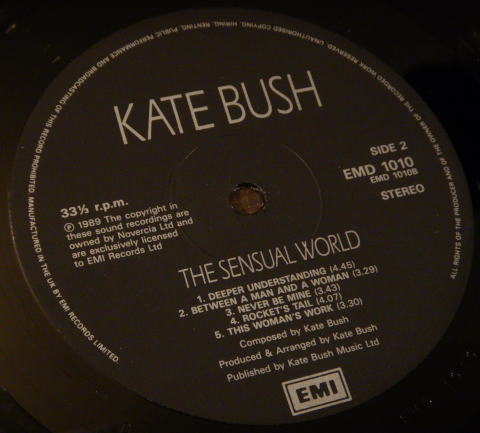 KATE BUSH
SIDE 2
EMD 1010
EMD 1010B
STEREO
33⅓ r.p.m.
℗ 1989 The copyright in
these sound recordings are
owned by Novercia Ltd and
are exclusively licensed
to EMI Records Ltd
THE SENSUAL WORLD
1. DEEPER UNDERSTANDING (4.45)
2. BETWEEN A MAN AND A WOMAN (3.29)
3. NEVER BE MINE (3.43)
4. ROCKET'S TAIL (4.07)
5. THIS WOMAN'S WORK (3.30)
Composed by Kate Bush
Produced & Arranged by Kate Bush
Published by Kate Bush Music Ltd
EMI
ALL RIGHTS OF THE PRODUCER AND OF THE OWNER OF THE RECORDED WORK RESERVED. UNAUTHORISED COPYING, HIRING, RENTING, PUBLIC PERFORMANCE AND BROADCASTING OF THIS RECORD PROHIBITED. MANUFACTURED IN THE UK BY EMI RECORDS LIMITED.